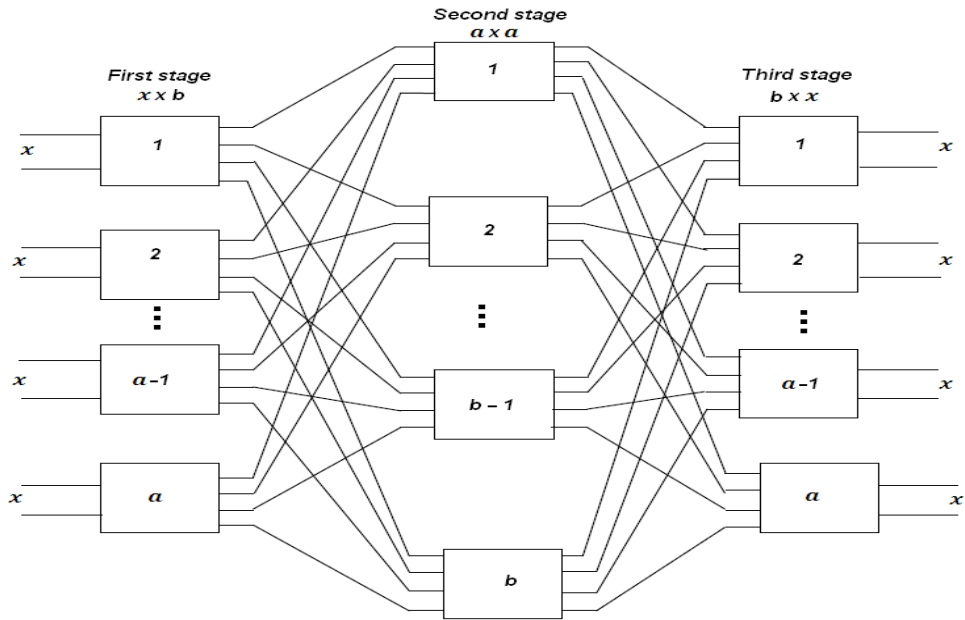 Second stage
a x a
First stage
x x b
Third stage
b x x
1
1
1
x
x
2
2
2
x
x
a-1
b - 1
a-1
x
x
a
a
x
x
b